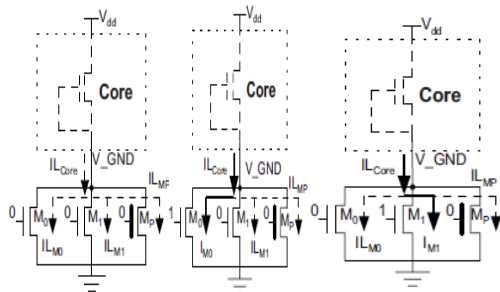 Vdd Vdd Vdd
Core Core Core
ILCore V_GND ILMP ILCore V_GND ILMP ILCore V_GND ILMP
0 M0 0 M1 0 MP 1 M0 0 M1 0 MP 0 M0 1 M1 0 MP
ILM0 ILM1 IM0 ILM1 ILM0 IM1